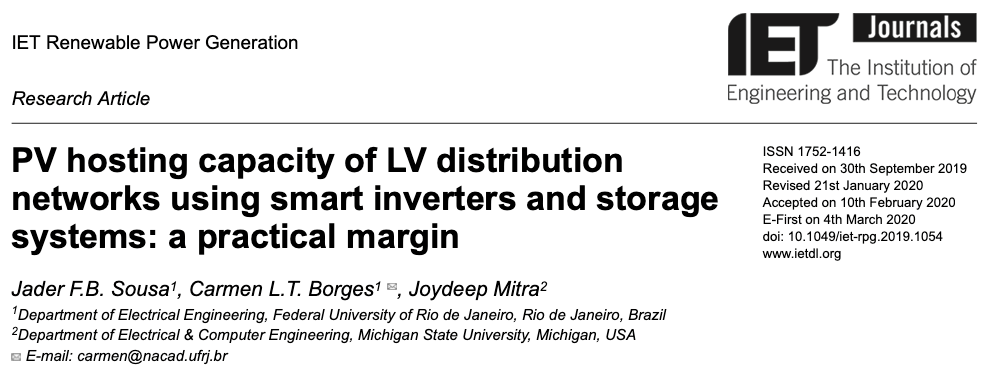 IET Renewable Power Generation
Research Article
IET Journals
The Institution of
Engineering and Technology
PV hosting capacity of LV distribution
networks using smart inverters and storage
systems: a practical margin
ISSN 1752-1416
Received on 30th September 2019
Revised 21st January 2020
Accepted on 10th February 2020
E-First on 4th March 2020
doi: 10.1049/iet-rpg.2019.1054
www.ietdl.org
Jader F.B. Sousa¹, Carmen L.T. Borges¹ ✉, Joydeep Mitra²
¹Department of Electrical Engineering, Federal University of Rio de Janeiro, Rio de Janeiro, Brazil
²Department of Electrical & Computer Engineering, Michigan State University, Michigan, USA
✉ E-mail: carmen@nacad.ufrj.br